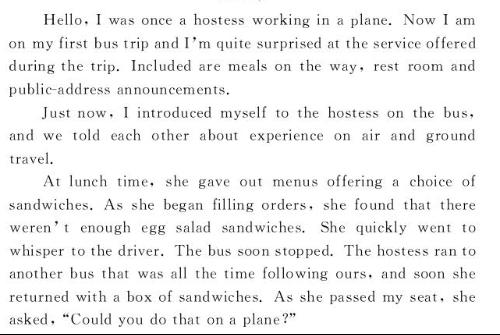 Hello, I was once a hostess working in a plane. Now I am
on my first bus trip and I'm quite surprised at the service offered
during the trip. Included are meals on the way, rest room and
public-address announcements.
Just now, I introduced myself to the hostess on the bus,
and we told each other about experience on air and ground
travel.
At lunch time, she gave out menus offering a choice of
sandwiches. As she began filling orders, she found that there
weren't enough egg salad sandwiches. She quickly went to
whisper to the driver. The bus soon stopped. The hostess ran to
another bus that was all the time following ours, and soon she
returned with a box of sandwiches. As she passed my seat, she
asked, "Could you do that on a plane?"